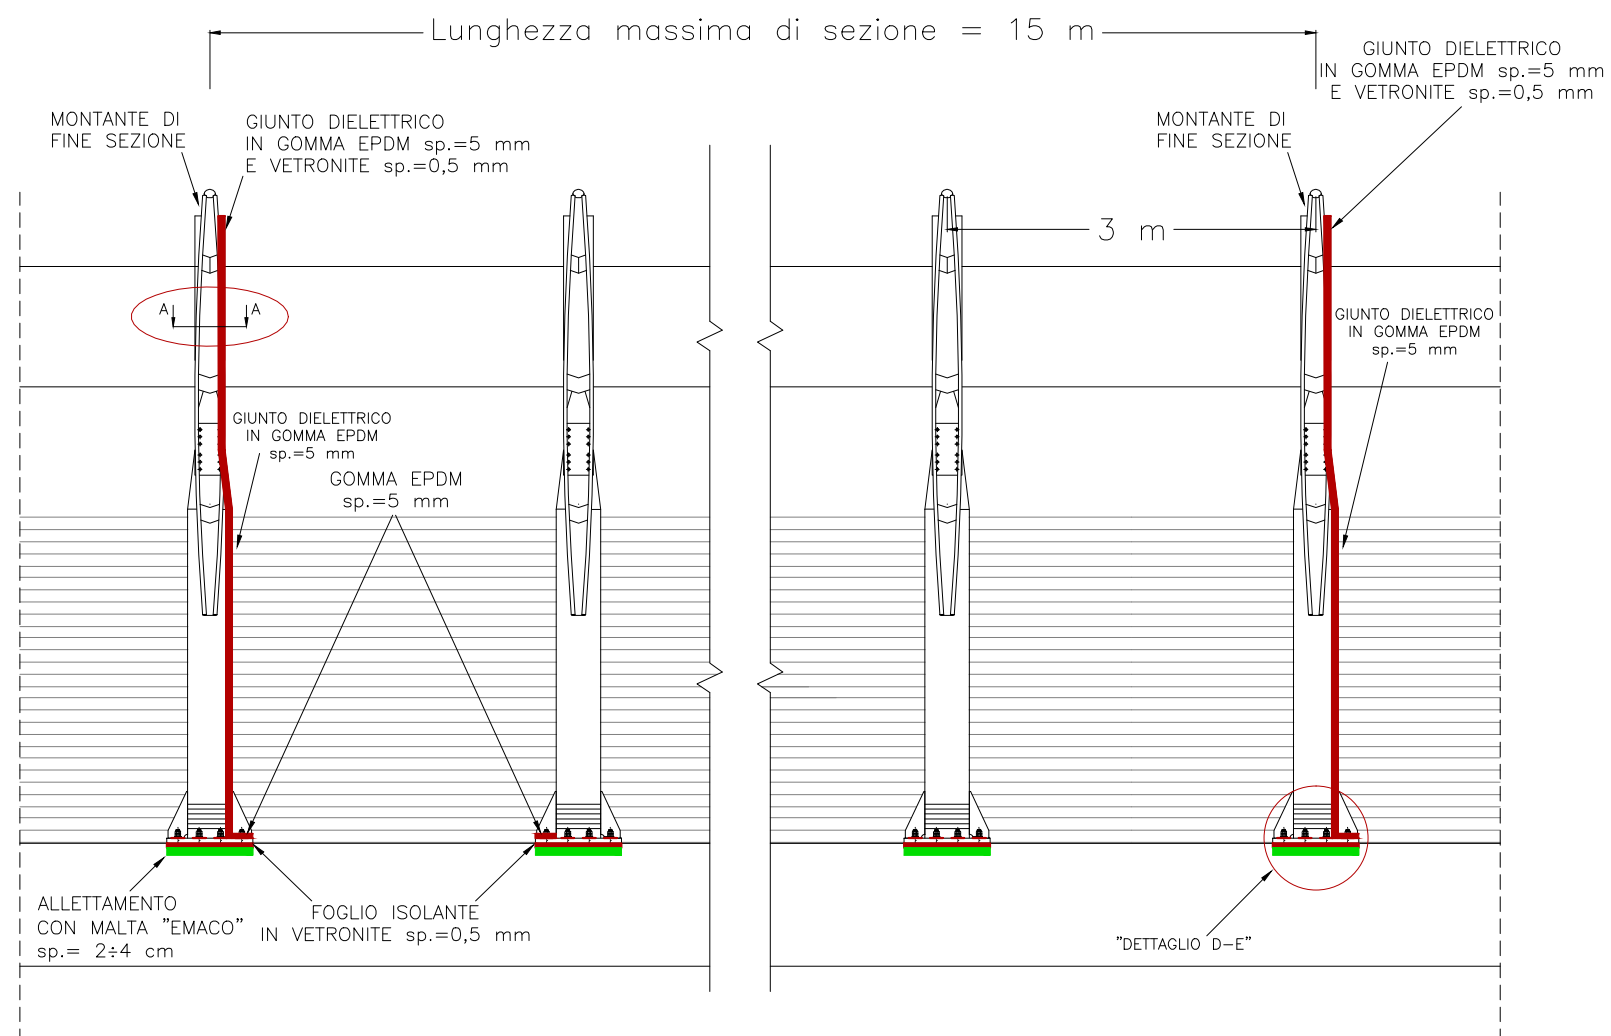 Lunghezza massima di sezione = 15 m
GIUNTO DIELETTRICO
IN GOMMA EPDM sp.=5 mm
E VETRONITE sp.=0,5 mm
MONTANTE DI
FINE SEZIONE
GIUNTO DIELETTRICO
IN GOMMA EPDM sp.=5 mm
E VETRONITE sp.=0,5 mm
MONTANTE DI
FINE SEZIONE
3 m
A A
GIUNTO DIELETTRICO
IN GOMMA EPDM
sp.=5 mm
GIUNTO DIELETTRICO
IN GOMMA EPDM
sp.=5 mm
GOMMA EPDM
sp.=5 mm
ALLETTAMENTO
CON MALTA "EMACO"
sp.= 2÷4 cm
FOGLIO ISOLANTE
IN VETRONITE sp.=0,5 mm
"DETTAGLIO D-E"